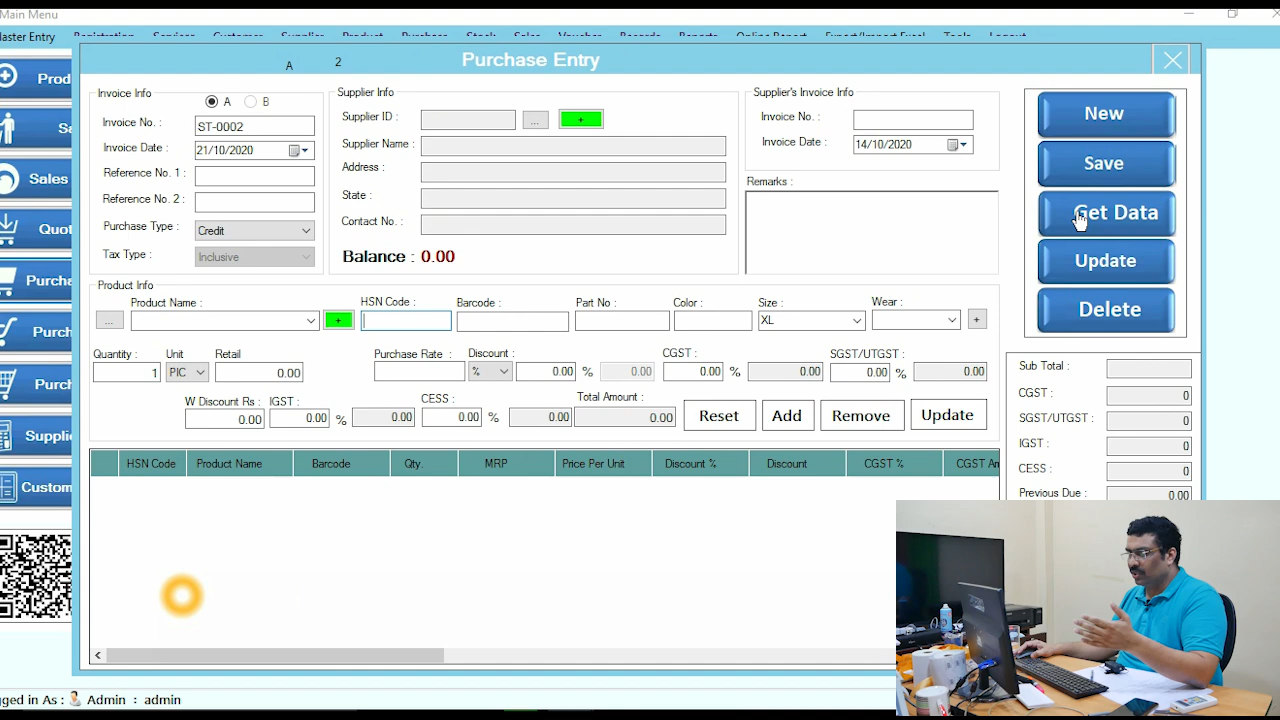 Main Menu
Master Entry Registration Services Customer Supplier Product Purchase Stock Sales Voucher Records Reports Online Report Export/Import Excel Tools Logout
A 2 Purchase Entry
Prod
Sa
Sales
Quot
Purcha
Purch
Purch
Supplie
Custom
Invoice Info
A B
Invoice No. : ST-0002
Invoice Date : 21/10/2020
Reference No. 1 :
Reference No. 2 :
Purchase Type : Credit
Tax Type : Inclusive
Supplier Info
Supplier ID : ... +
Supplier Name :
Address :
State :
Contact No. :
Balance : 0.00
Supplier's Invoice Info
Invoice No. :
Invoice Date : 14/10/2020
Remarks :
New
Save
Get Data
Update
Delete
Product Info
Product Name : HSN Code : Barcode : Part No : Color : Size : Wear :
... + XL +
Quantity : Unit Retail Purchase Rate : Discount : CGST : SGST/UTGST :
1 PIC 0.00 % 0.00 % 0.00 0.00 % 0.00 0.00 % 0.00
W Discount Rs : IGST : CESS : Total Amount :
0.00 0.00 % 0.00 0.00 % 0.00 0.00
Reset Add Remove Update
HSN Code Product Name Barcode Qty. MRP Price Per Unit Discount % Discount CGST % CGST Am
Sub Total :
CGST : 0
SGST/UTGST : 0
IGST : 0
CESS : 0
Previous Due : 0.00
gged in As : Admin : admin